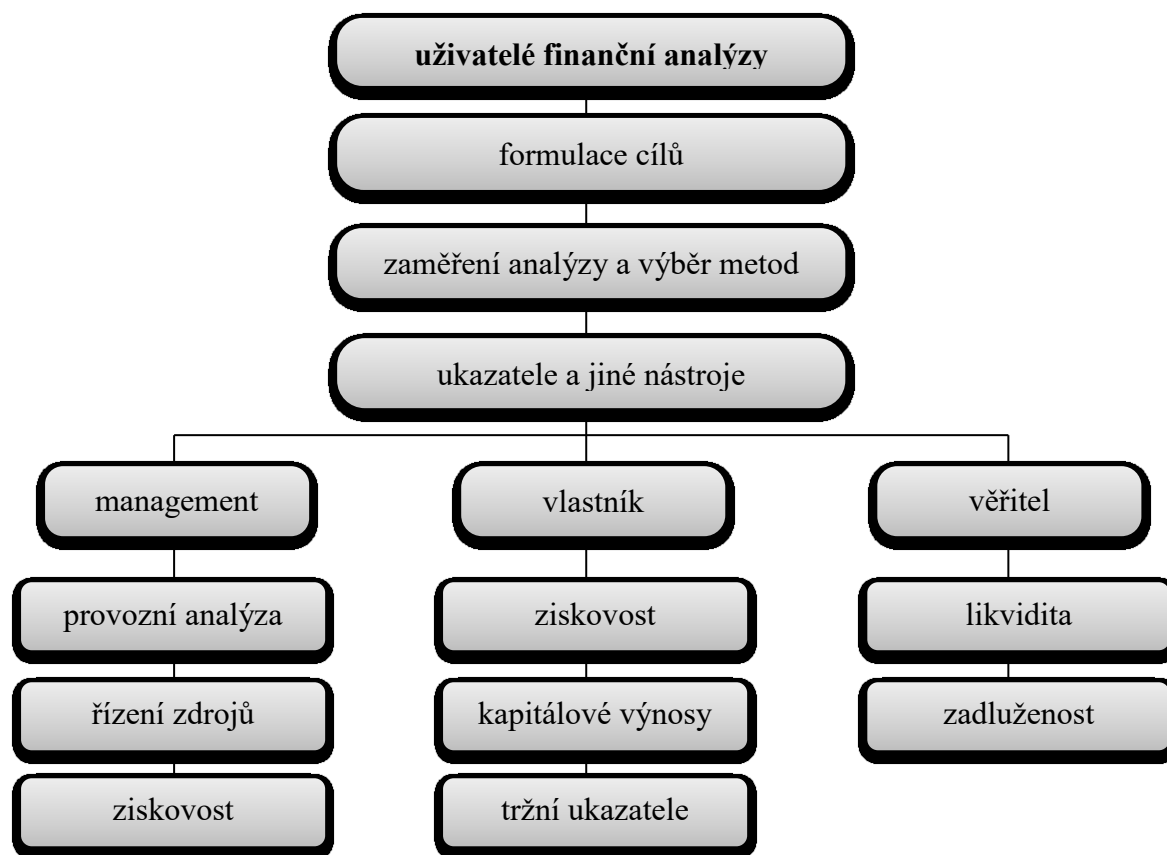 uživatelé finanční analýzy
formulace cílů
zaměření analýzy a výběr metod
ukazatele a jiné nástroje
management
vlastník
věřitel
provozní analýza
ziskovost
likvidita
řízení zdrojů
kapitálové výnosy
zadluženost
ziskovost
tržní ukazatele